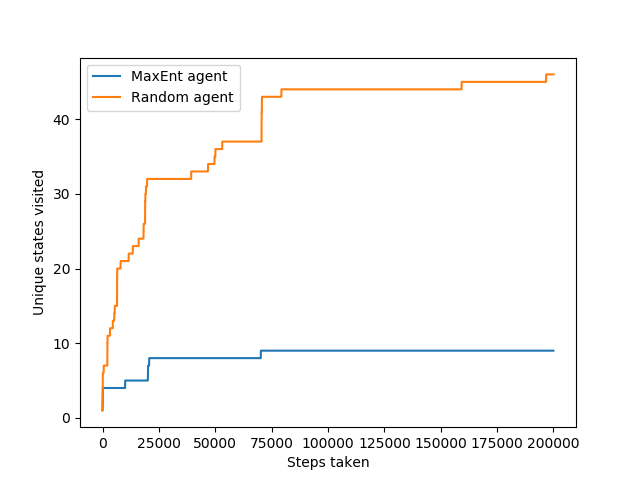 MaxEnt agent
Random agent
40
30
20
10
0
Unique states visited
0 25000 50000 75000 100000 125000 150000 175000 200000
Steps taken